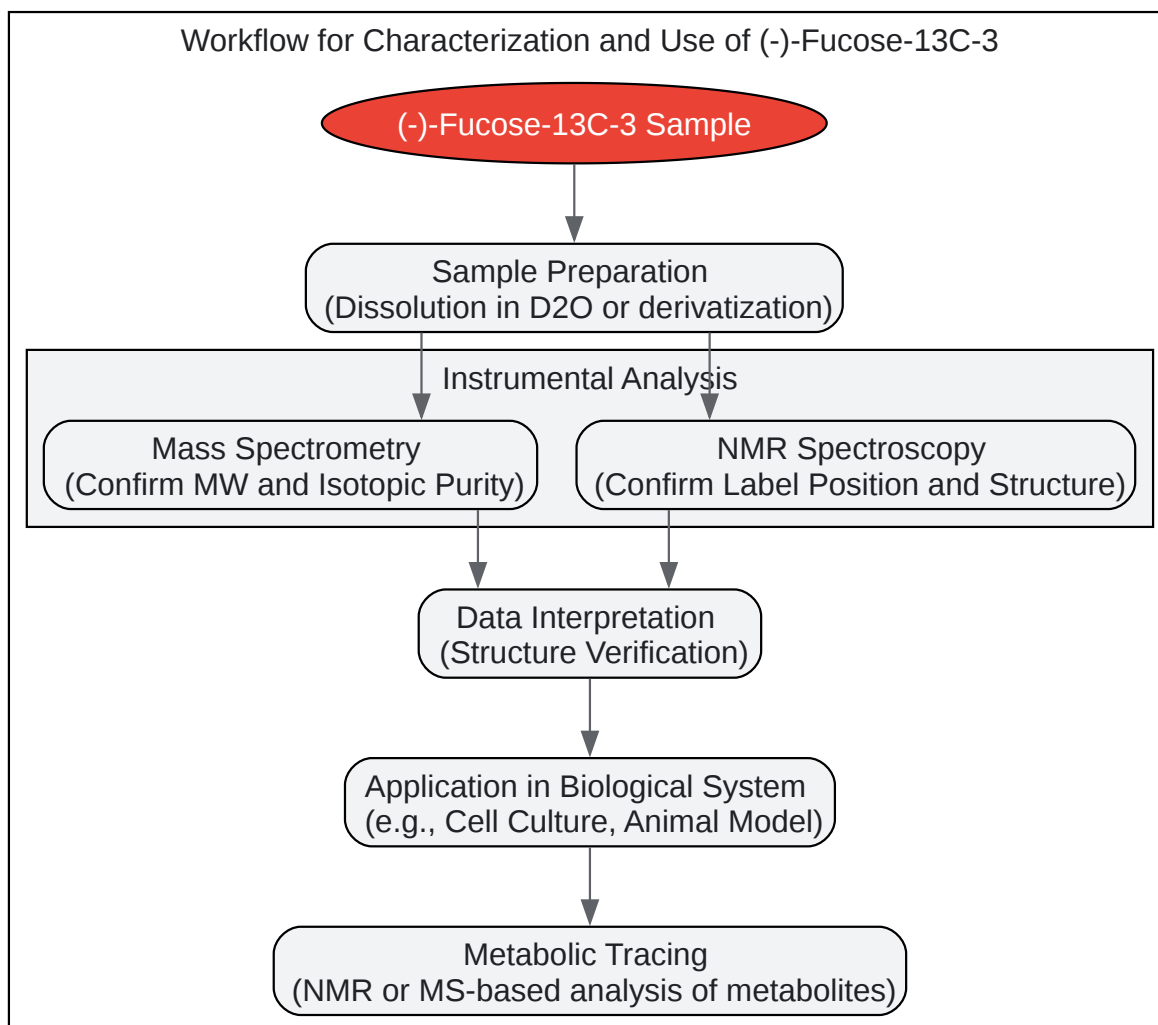 Workflow for Characterization and Use of (-)-Fucose-13C-3
(-)-Fucose-13C-3 Sample
Sample Preparation
(Dissolution in D2O or derivatization)
Instrumental Analysis
Mass Spectrometry
(Confirm MW and Isotopic Purity)
NMR Spectroscopy
(Confirm Label Position and Structure)
Data Interpretation
(Structure Verification)
Application in Biological System
(e.g., Cell Culture, Animal Model)
Metabolic Tracing
(NMR or MS-based analysis of metabolites)